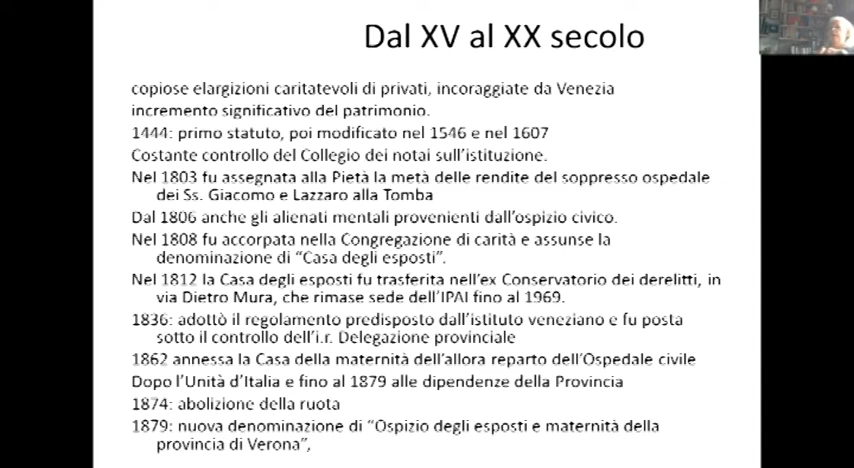 Dal XV al XX secolo
copiose elargizioni caritatevoli di privati, incoraggiate da Venezia
incremento significativo del patrimonio.
1444: primo statuto, poi modificato nel 1546 e nel 1607
Costante controllo del Collegio dei notai sull'istituzione.
Nel 1803 fu assegnata alla Pietà la metà delle rendite del soppresso ospedale
dei Ss. Giacomo e Lazzaro alla Tomba
Dal 1806 anche gli alienati mentali provenienti dall'ospizio civico.
Nel 1808 fu accorpata nella Congregazione di carità e assunse la
denominazione di "Casa degli esposti".
Nel 1812 la Casa degli esposti fu trasferita nell'ex Conservatorio dei derelitti, in
via Dietro Mura, che rimase sede dell'IPAI fino al 1969.
1836: adottò il regolamento predisposto dall'istituto veneziano e fu posta
sotto il controllo dell'i.r. Delegazione provinciale
1862 annessa la Casa della maternità dell'allora reparto dell'Ospedale civile
Dopo l'Unità d'Italia e fino al 1879 alle dipendenze della Provincia
1874: abolizione della ruota
1879: nuova denominazione di "Ospizio degli esposti e maternità della
provincia di Verona",